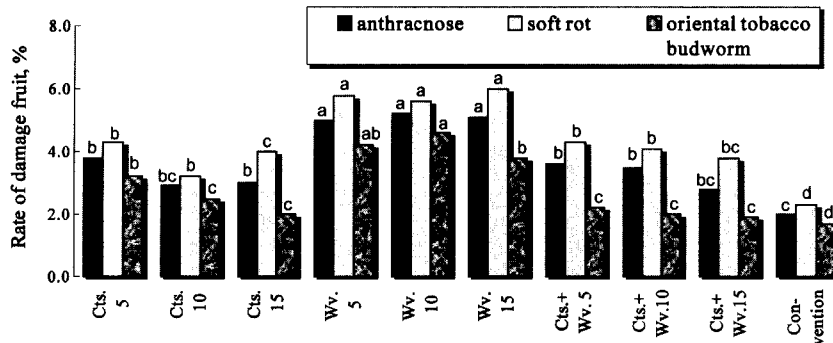 anthracnose soft rot oriental tobacco
budworm
Rate of damage fruit, %
8.0
6.0
4.0
2.0
0.0
b b b
bc b c
b c c
a a ab
a a a
a a b
b b c
b b c
bc bc c
c d d
Cts.
5
Cts.
10
Cts.
15
Wv.
5
Wv.
10
Wv.
15
Cts.+
Wv. 5
Cts.+
Wv.10
Cts.+
Wv.15
Con-
vention